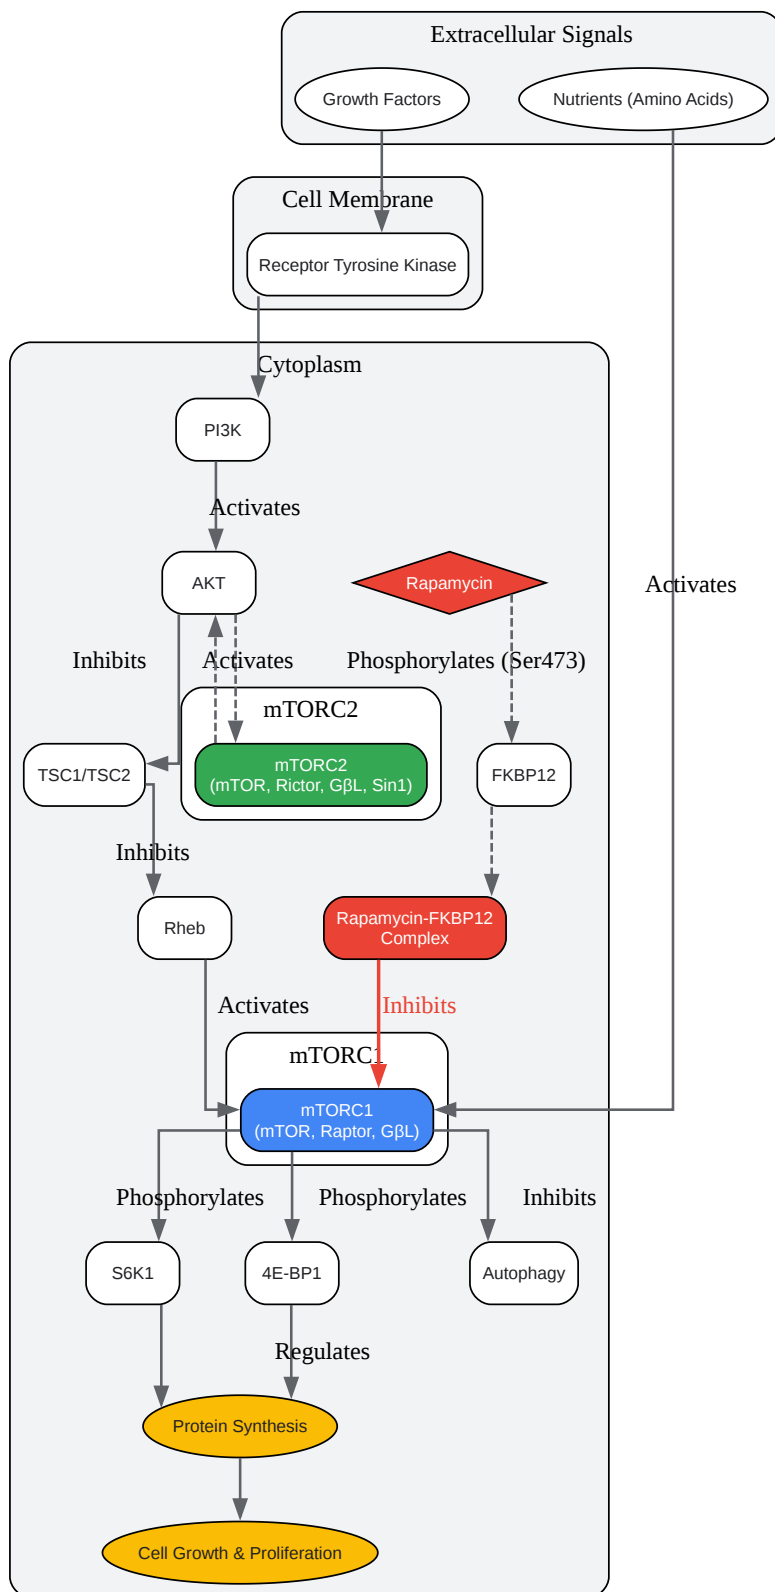 Extracellular Signals
Growth Factors
Nutrients (Amino Acids)
Cell Membrane
Receptor Tyrosine Kinase
Cytoplasm
PI3K
Activates
AKT
Rapamycin
Activates
Inhibits
Activates
Phosphorylates (Ser473)
mTORC2
TSC1/TSC2
mTORC2
(mTOR, Rictor, GβL, Sin1)
FKBP12
Inhibits
Rheb
Rapamycin-FKBP12
Complex
Activates
Inhibits
mTORC1
mTORC1
(mTOR, Raptor, GβL)
Phosphorylates
Phosphorylates
Inhibits
S6K1
4E-BP1
Autophagy
Regulates
Protein Synthesis
Cell Growth & Proliferation